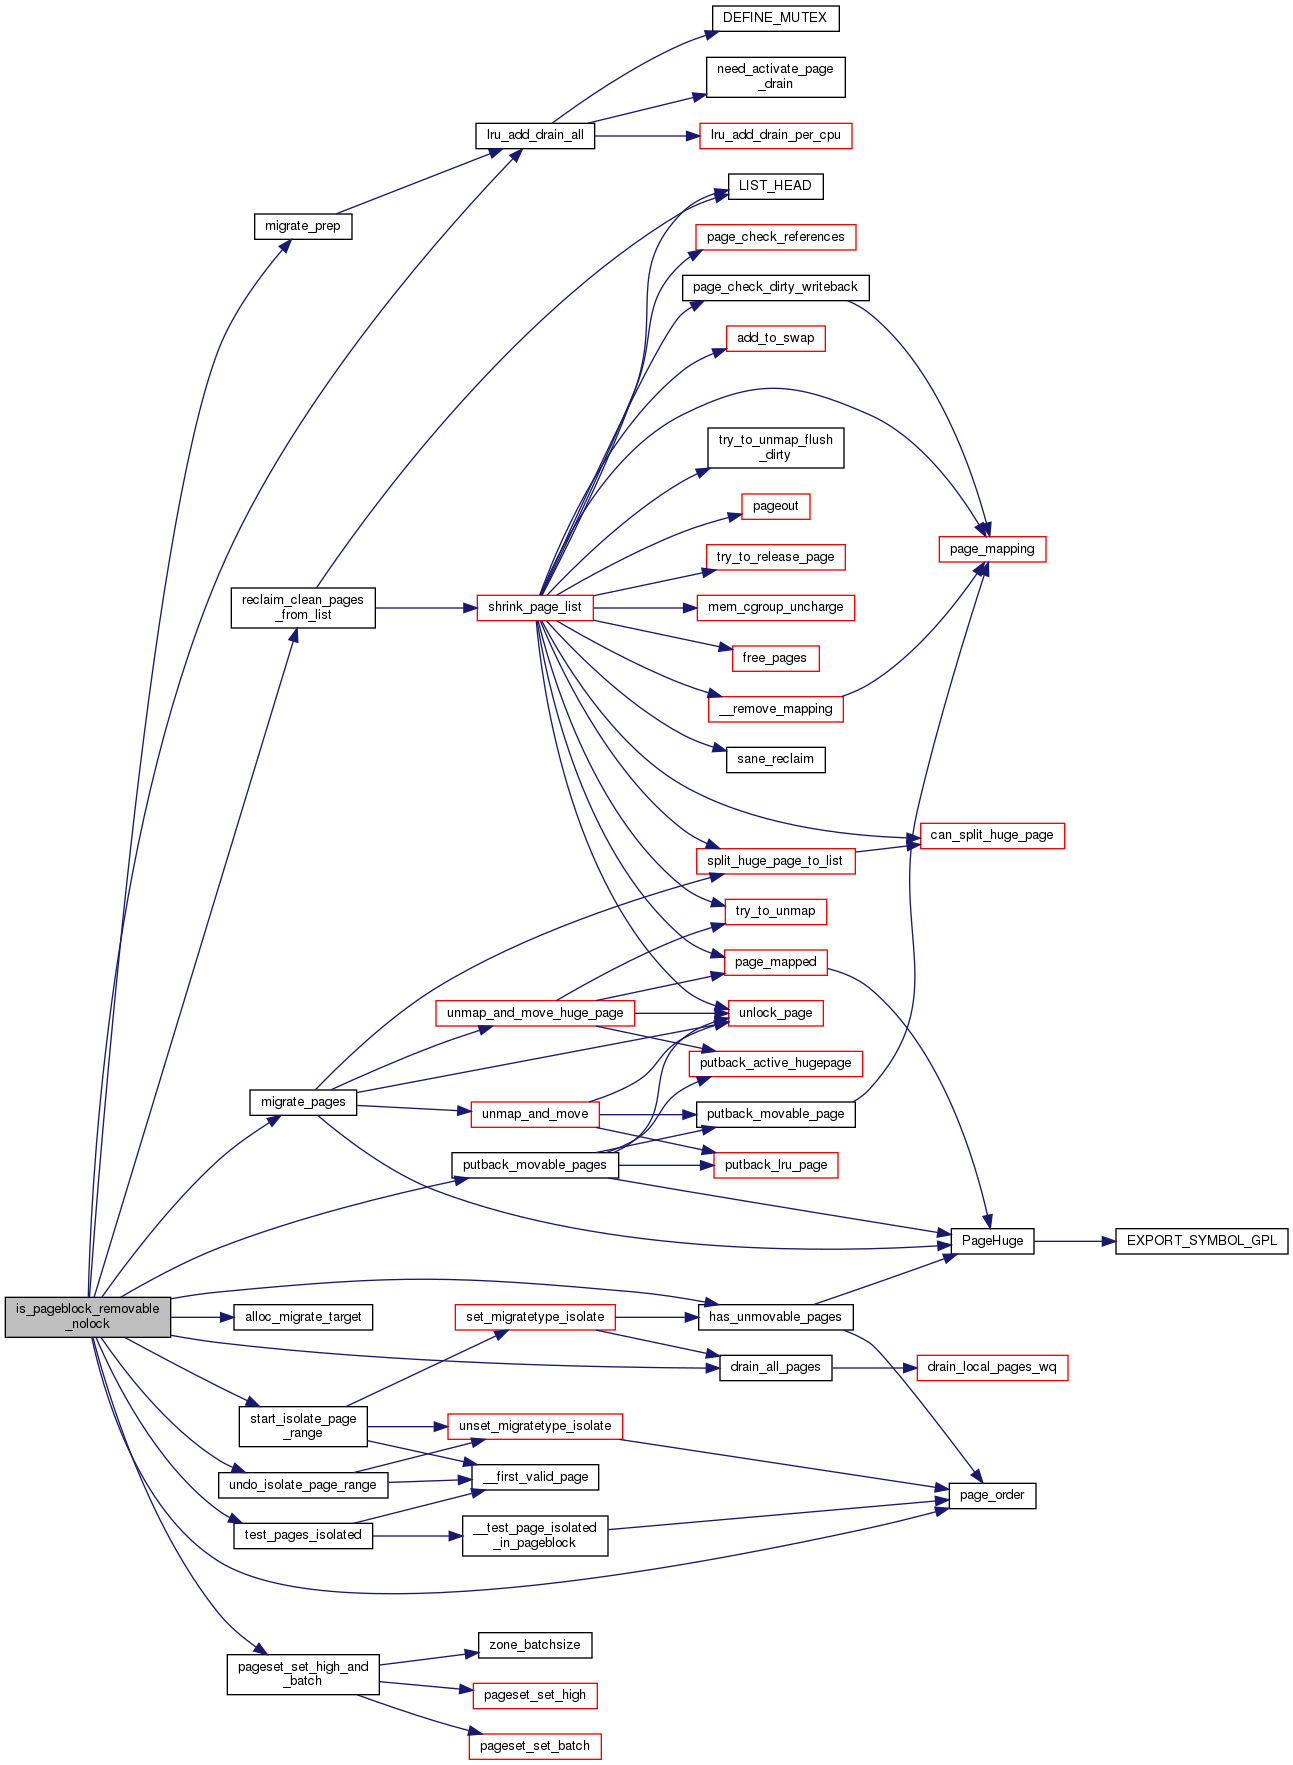 DEFINE_MUTEX
need_activate_page
_drain
lru_add_drain_all
lru_add_drain_per_cpu
LIST_HEAD
migrate_prep
page_check_references
page_check_dirty_writeback
add_to_swap
try_to_unmap_flush
_dirty
pageout
page_mapping
try_to_release_page
reclaim_clean_pages
_from_list
shrink_page_list
mem_cgroup_uncharge
free_pages
__remove_mapping
sane_reclaim
can_split_huge_page
split_huge_page_to_list
try_to_unmap
page_mapped
unmap_and_move_huge_page
unlock_page
putback_active_hugepage
migrate_pages
unmap_and_move
putback_movable_page
putback_movable_pages
putback_lru_page
PageHuge
EXPORT_SYMBOL_GPL
is_pageblock_removable
_nolock
alloc_migrate_target
set_migratetype_isolate
has_unmovable_pages
drain_all_pages
drain_local_pages_wq
start_isolate_page
_range
unset_migratetype_isolate
undo_isolate_page_range
__first_valid_page
page_order
test_pages_isolated
__test_page_isolated
_in_pageblock
zone_batchsize
pageset_set_high_and
_batch
pageset_set_high
pageset_set_batch